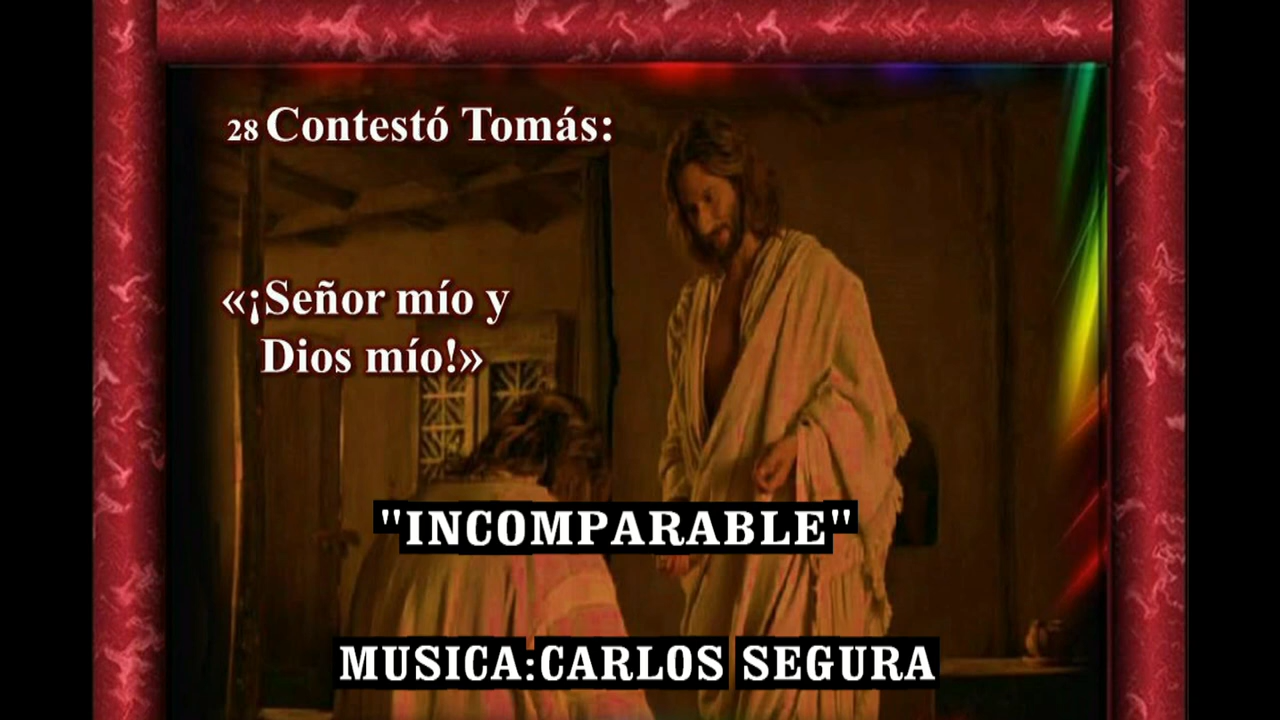 28 Contestó Tomás:
«¡Señor mío y
Dios mío!»
"INCOMPARABLE"
MUSICA:CARLOS SEGURA